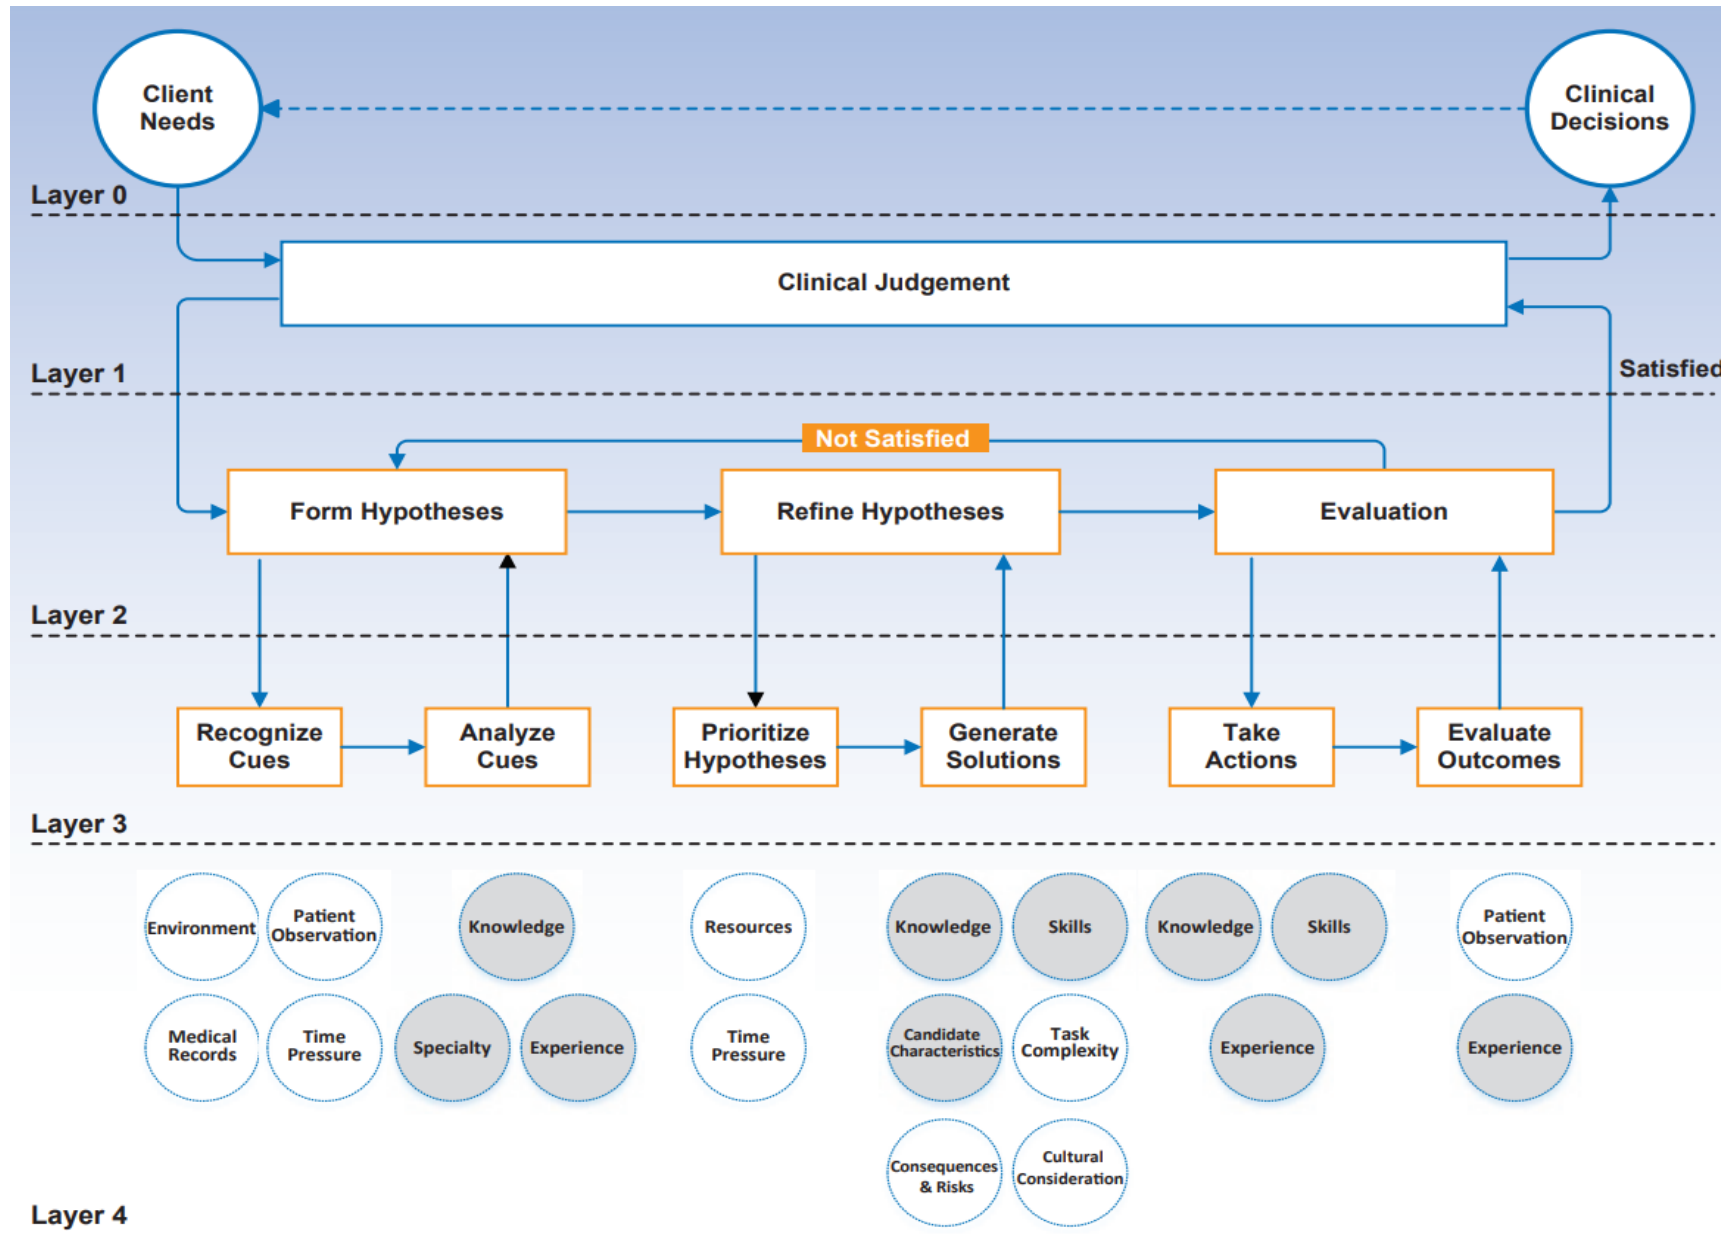 Client
Needs
Clinical
Decisions
Layer 0
Clinical Judgement
Layer 1
Satisfied
Not Satisfied
Form Hypotheses
Refine Hypotheses
Evaluation
Layer 2
Recognize
Cues
Analyze
Cues
Prioritize
Hypotheses
Generate
Solutions
Take
Actions
Evaluate
Outcomes
Layer 3
Environment
Patient
Observation
Knowledge
Resources
Knowledge
Skills
Knowledge
Skills
Patient
Observation
Medical
Records
Time
Pressure
Specialty
Experience
Time
Pressure
Candidate
Characteristics
Task
Complexity
Experience
Experience
Consequences
& Risks
Cultural
Consideration
Layer 4